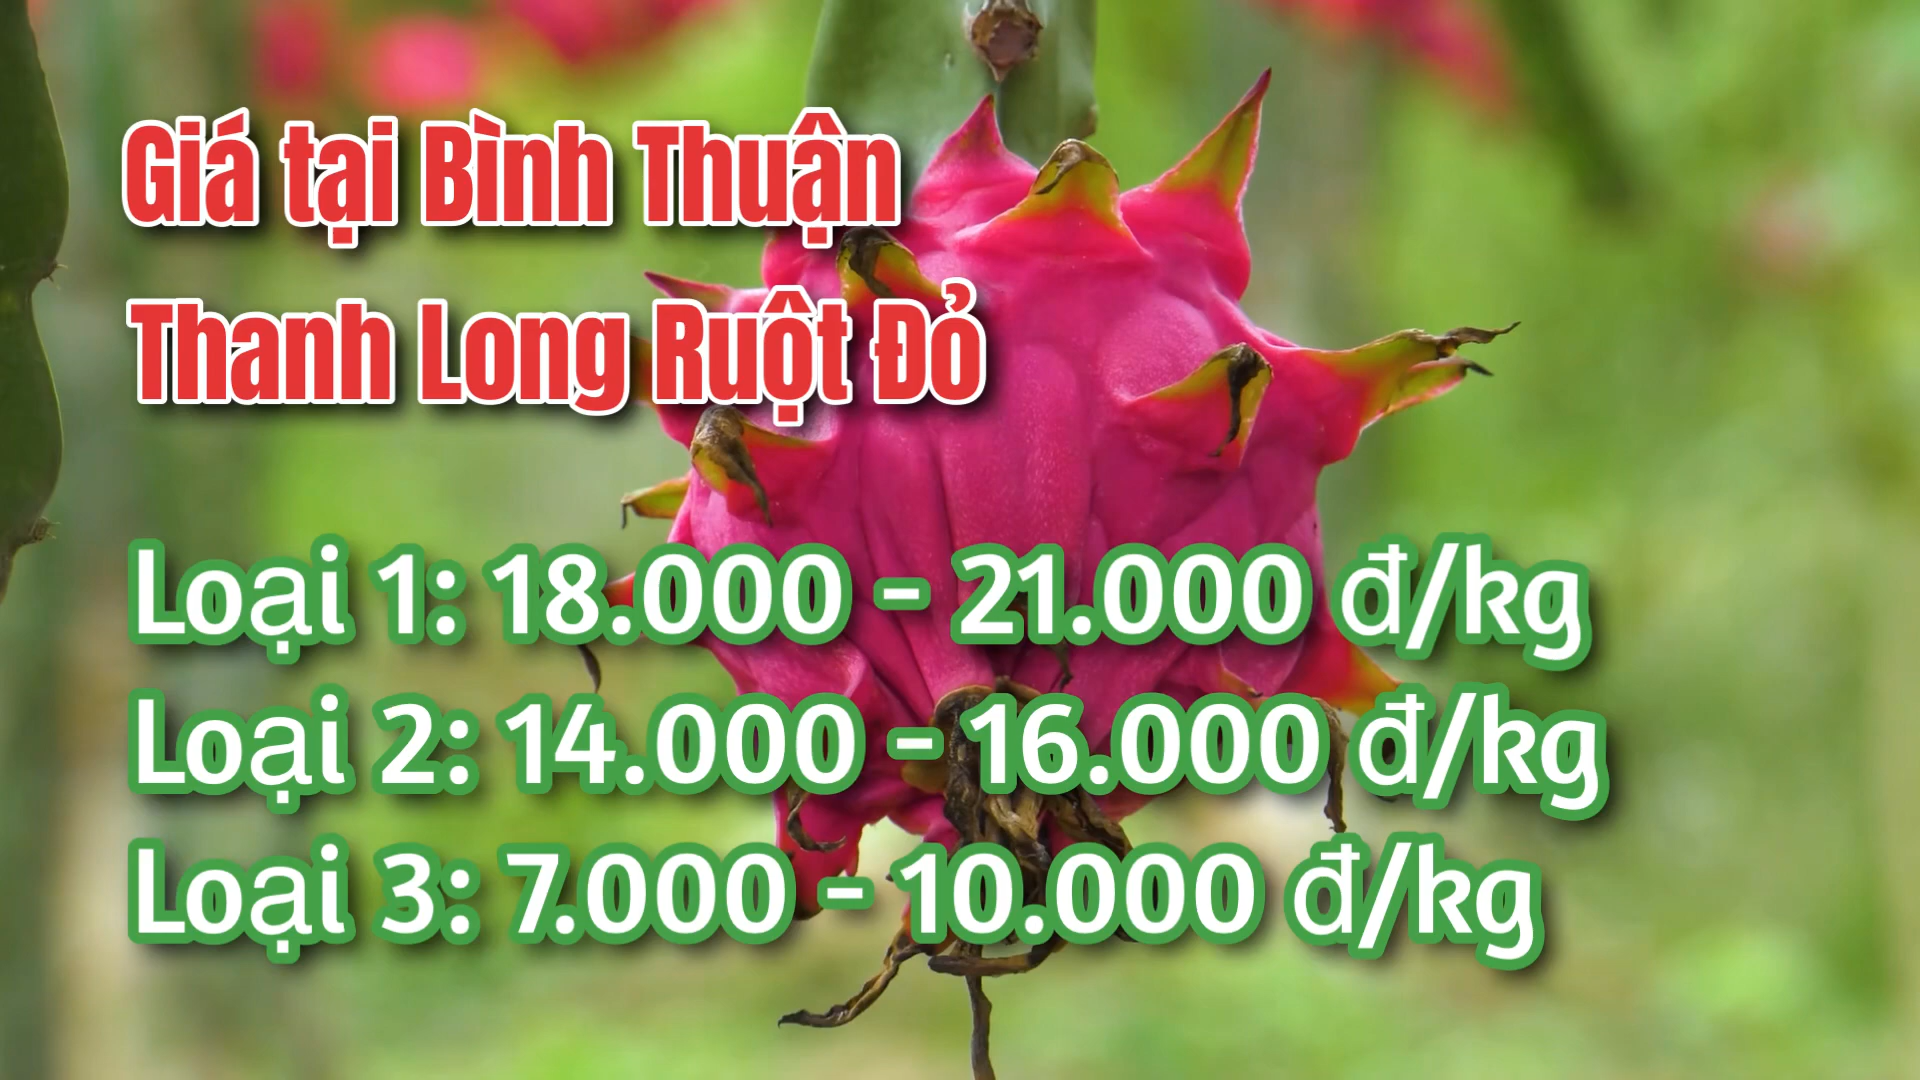 Giá tại Bình Thuận
Thanh Long Ruột Đỏ
Loại 1: 18.000 - 21.000 đ/kg
Loại 2: 14.000 - 16.000 đ/kg
Loại 3: 7.000 - 10.000 đ/kg